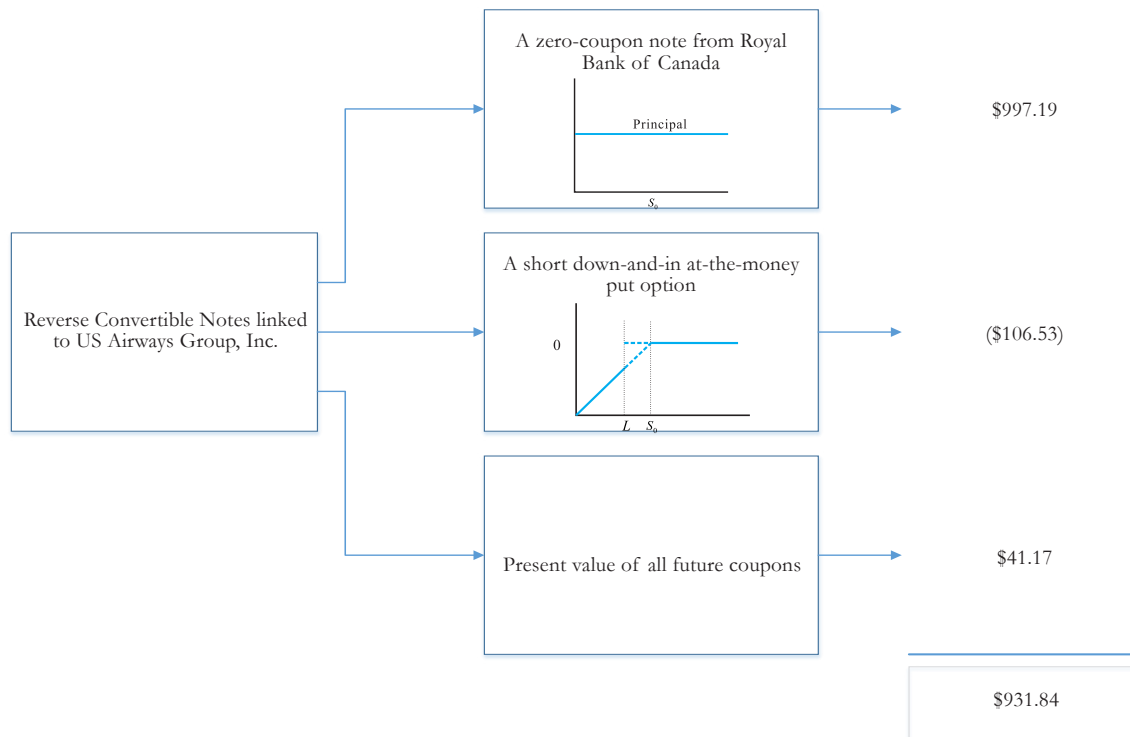 A zero-coupon note from Royal
Bank of Canada
Principal
S₀
$997.19
Reverse Convertible Notes linked
to US Airways Group, Inc.
A short down-and-in at-the-money
put option
0
L S₀
($106.53)
Present value of all future coupons
$41.17
$931.84